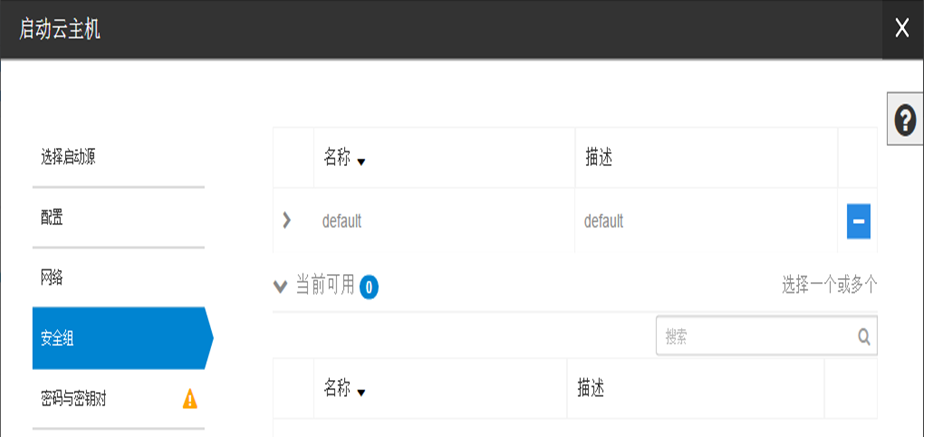 启动云主机 X
?
选择启动源
配置
网络
安全组
密码与密钥对
名称 描述
default default
当前可用 0 选择一个或多个
搜索
名称 描述